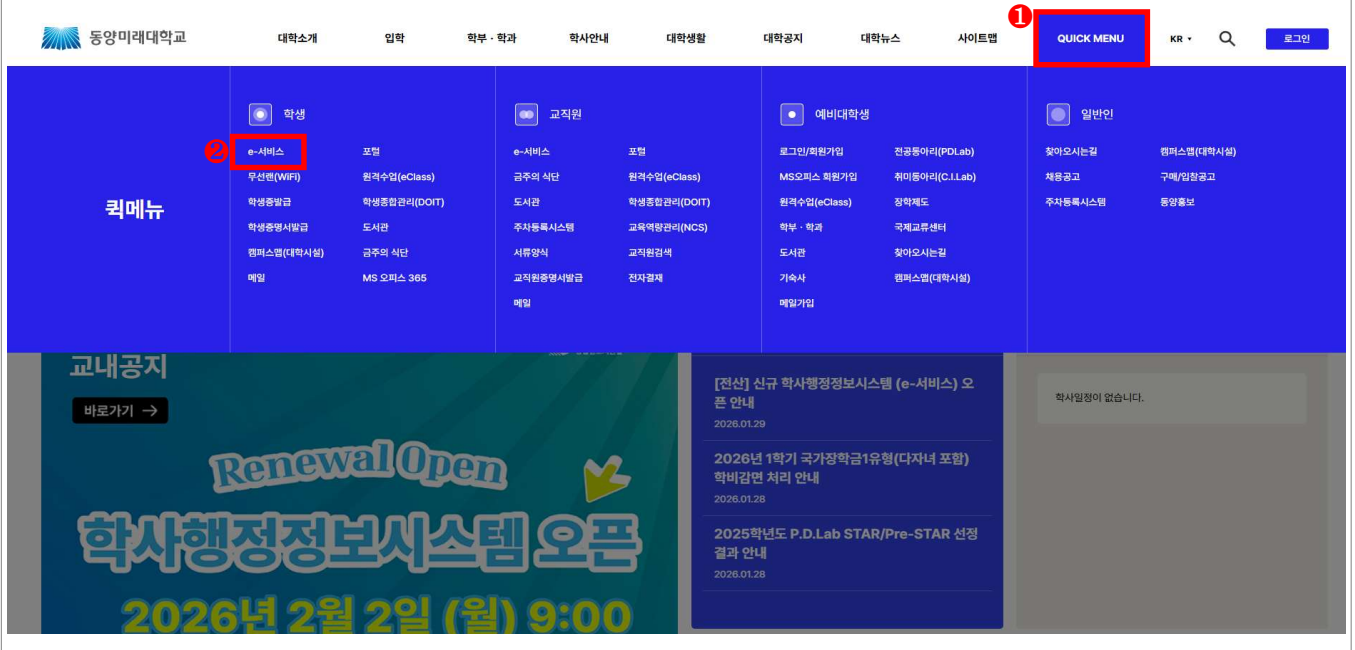 동양미래대학교 대학소개 입학 학부 · 학과 학사안내 대학생활 대학공지 대학뉴스 사이트맵 1 QUICK MENU KR 로그인
퀵메뉴
학생
2
e-서비스 포털
무선랜(WiFi) 원격수업(eClass)
학생증발급 학생종합관리(DOIT)
학생증명서발급 도서관
캠퍼스맵(대학시설) 금주의 식단
메일 MS 오피스 365
교직원
e-서비스 포털
금주의 식단 원격수업(eClass)
도서관 학생종합관리(DOIT)
주차등록시스템 교육역량관리(NCS)
서류양식 교직원검색
교직원증명서발급 전자결재
메일
예비대학생
로그인/회원가입 전공동아리(PDLab)
MS오피스 회원가입 취미동아리(C.I.Lab)
원격수업(eClass) 장학제도
학부 · 학과 국제교류센터
도서관 찾아오시는길
기숙사 캠퍼스맵(대학시설)
메일가입
일반인
찾아오시는길 캠퍼스맵(대학시설)
채용공고 구매/입찰공고
주차등록시스템 동양홍보
교내공지
바로가기 →
Renewal Open
학사행정정보시스템 오픈
2026년 2월 2일 (월) 9:00
[전산] 신규 학사행정정보시스템 (e-서비스) 오
픈 안내
2026.01.29
2026년 1학기 국가장학금1유형(다자녀 포함)
학비감면 처리 안내
2026.01.28
2025학년도 P.D.Lab STAR/Pre-STAR 선정
결과 안내
2026.01.28
학사일정이 없습니다.